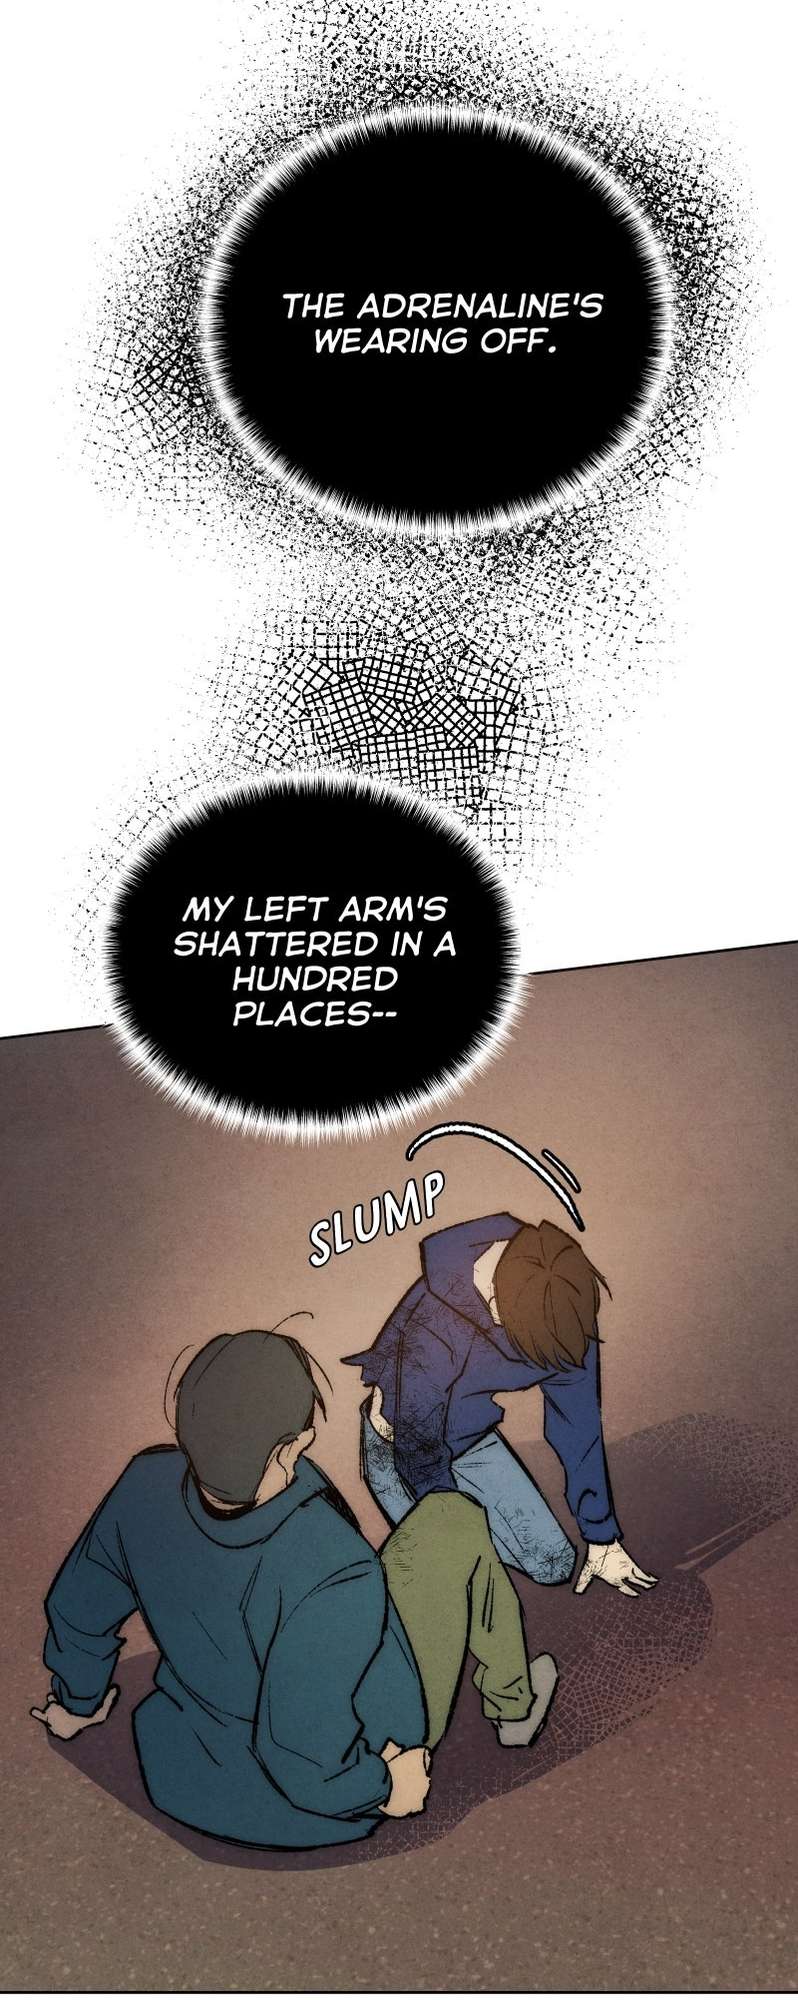 THE ADRENALINE'S
WEARING OFF.
MY LEFT ARM'S
SHATTERED IN A
HUNDRED
PLACES--
SLUMP